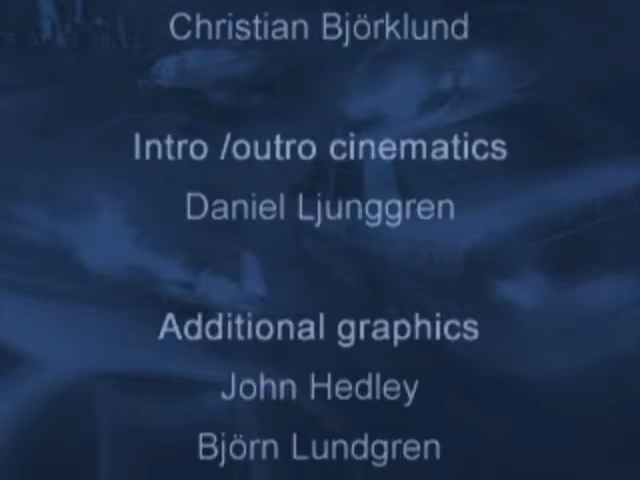 Christian Björklund
Intro /outro cinematics
Daniel Ljunggren
Additional graphics
John Hedley
Björn Lundgren